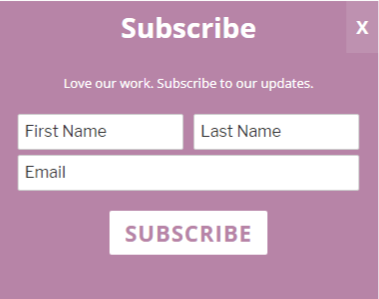 Subscribe
X
Love our work. Subscribe to our updates.
First Name
Last Name
Email
SUBSCRIBE